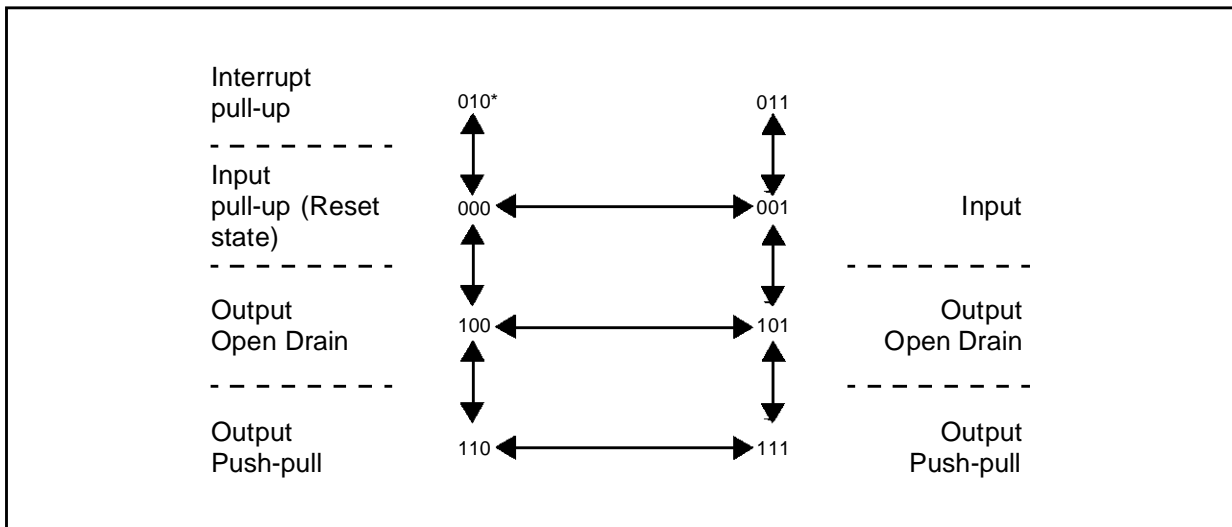 Interrupt
pull-up
010*
011
Input
pull-up (Reset
state)
000
001
Input
Output
Open Drain
100
101
Output
Open Drain
Output
Push-pull
110
111
Output
Push-pull